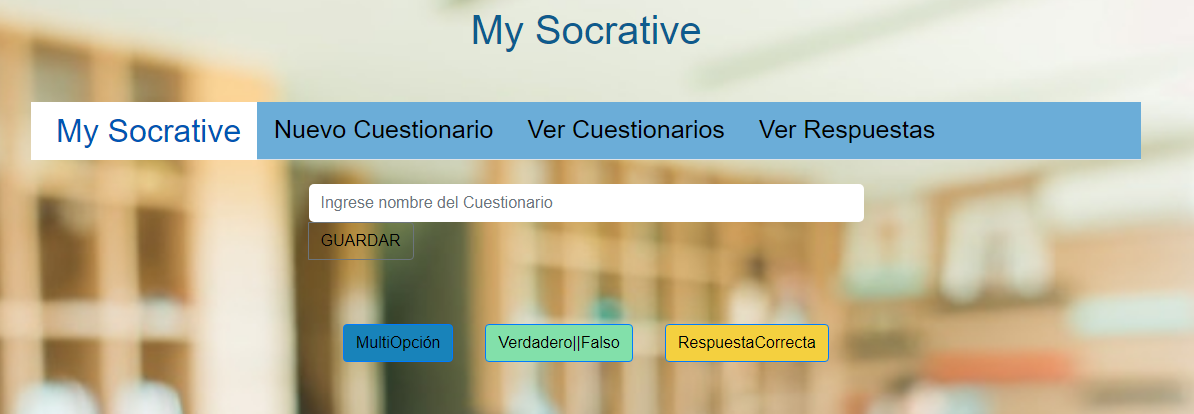 My Socrative
My Socrative Nuevo Cuestionario Ver Cuestionarios Ver Respuestas
Ingrese nombre del Cuestionario
GUARDAR
MultiOpción Verdadero||Falso RespuestaCorrecta